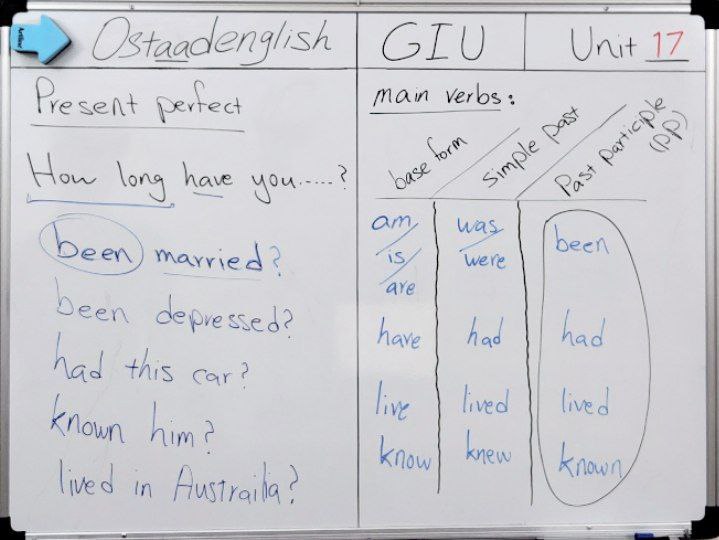 Ostaadenglish
GIU
Unit 17
Present perfect
How long have you.....?
been married?
been depressed?
had this car?
known him?
lived in Austrailia?
main verbs:
base form / simple past / Past participle (pp)
am / is / are was / were been
have had had
live lived lived
know knew known